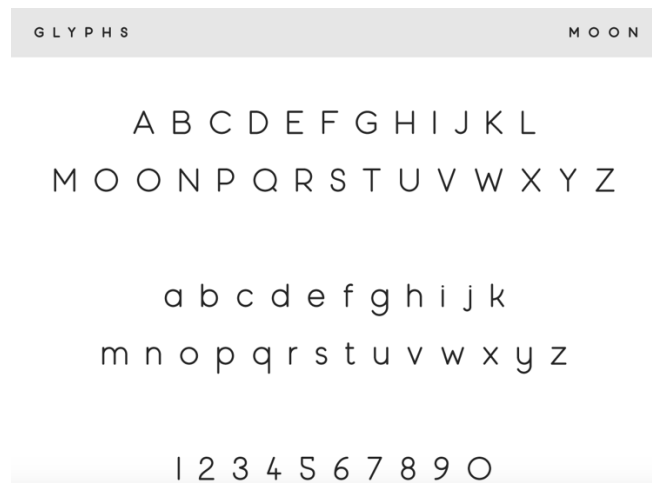 GLYPHS MOON
A B C D E F G H I J K L
M O O N P Q R S T U V W X Y Z
a b c d e f g h i j k
m n o p q r s t u v w x y z
1 2 3 4 5 6 7 8 9 0